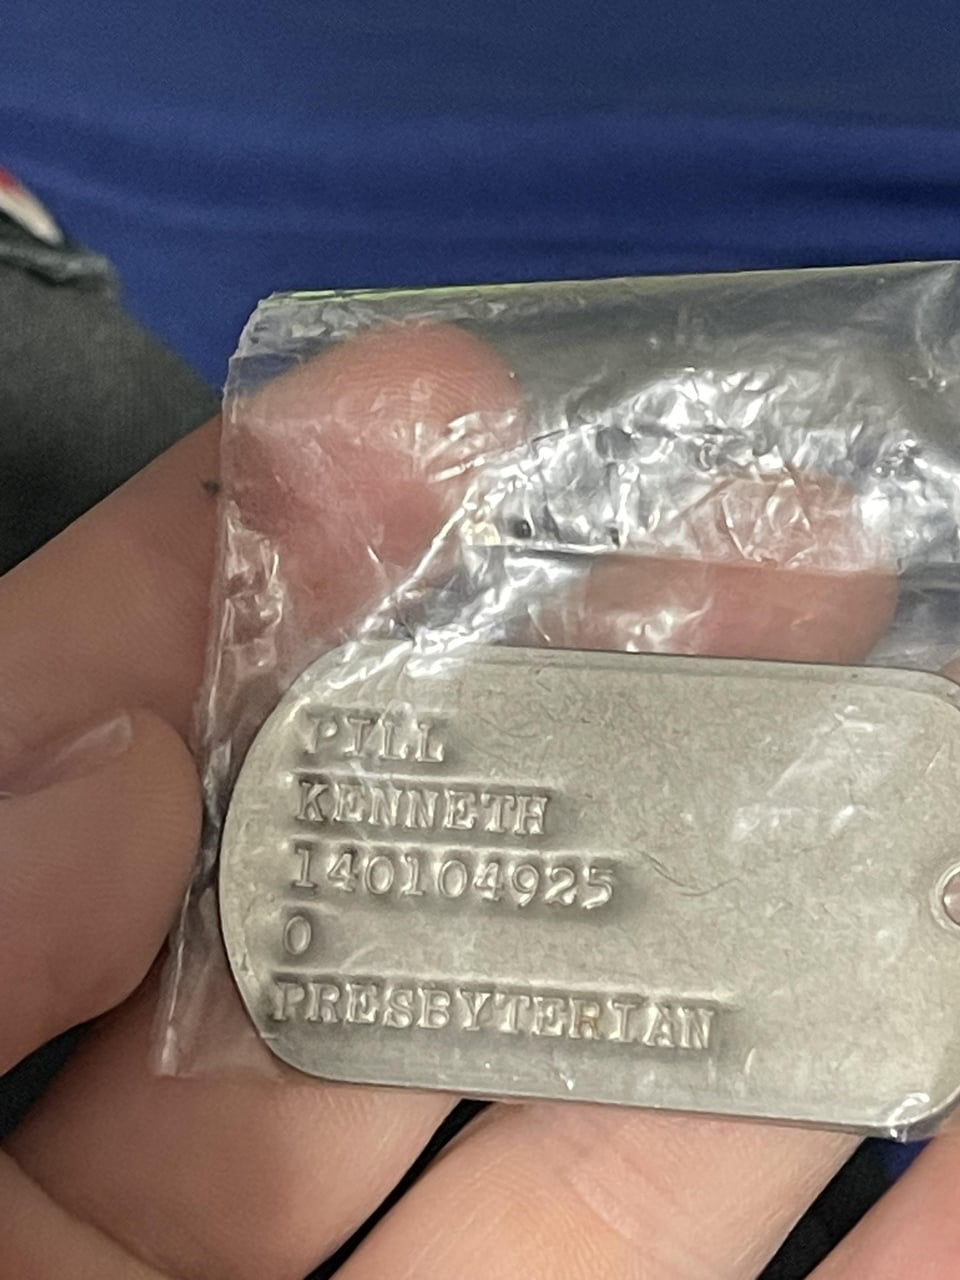 PILL
KENNETH
140104925
O
PRESBYTERIAN